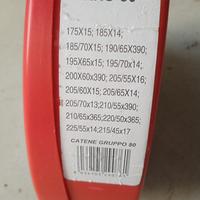 175X15; 185X14;
185/70X15; 190/65X390;
195X65x15; 195/70x14;
200X60x390; 205/55X16;
205/60X15; 205/65X14;
205/70x13;210/55x390;
210/65x365;220/50x365;
225/55x14;215/45x17
CATENE GRUPPO 80